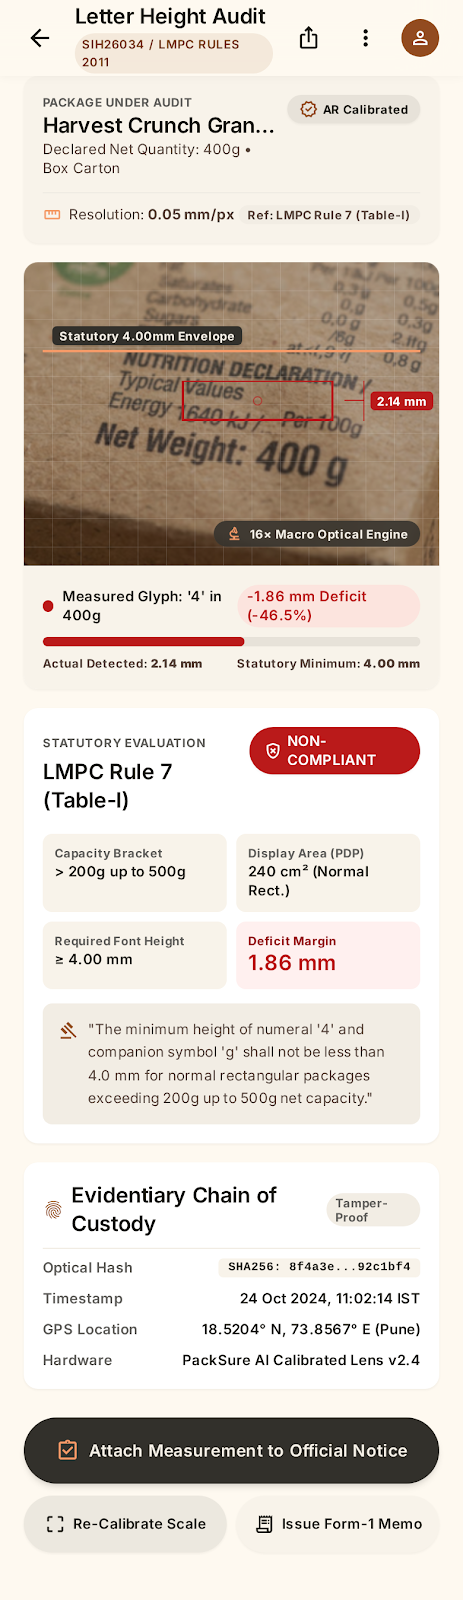 Letter Height Audit
SIH26034 / LMPC RULES
2011
PACKAGE UNDER AUDIT
Harvest Crunch Gran...
AR Calibrated
Declared Net Quantity: 400g •
Box Carton
Resolution: 0.05 mm/px
Ref: LMPC Rule 7 (Table-I)
Saturates
Carbohydrate
Sugars
Statutory 4.00mm Envelope
NUTRITION DECLARATION
Typical Values
Energy 1640 kJ / Per 100g
Net Weight: 400 g
2.14 mm
16× Macro Optical Engine
Measured Glyph: '4' in
400g
-1.86 mm Deficit
(-46.5%)
Actual Detected: 2.14 mm
Statutory Minimum: 4.00 mm
STATUTORY EVALUATION
LMPC Rule 7
(Table-I)
NON-
COMPLIANT
Capacity Bracket
> 200g up to 500g
Display Area (PDP)
240 cm² (Normal
Rect.)
Required Font Height
≥ 4.00 mm
Deficit Margin
1.86 mm
"The minimum height of numeral '4' and
companion symbol 'g' shall not be less than
4.0 mm for normal rectangular packages
exceeding 200g up to 500g net capacity."
Evidentiary Chain of
Custody
Tamper-
Proof
Optical Hash
SHA256: 8f4a3e...92c1bf4
Timestamp
24 Oct 2024, 11:02:14 IST
GPS Location
18.5204° N, 73.8567° E (Pune)
Hardware
PackSure AI Calibrated Lens v2.4
Attach Measurement to Official Notice
Re-Calibrate Scale
Issue Form-1 Memo